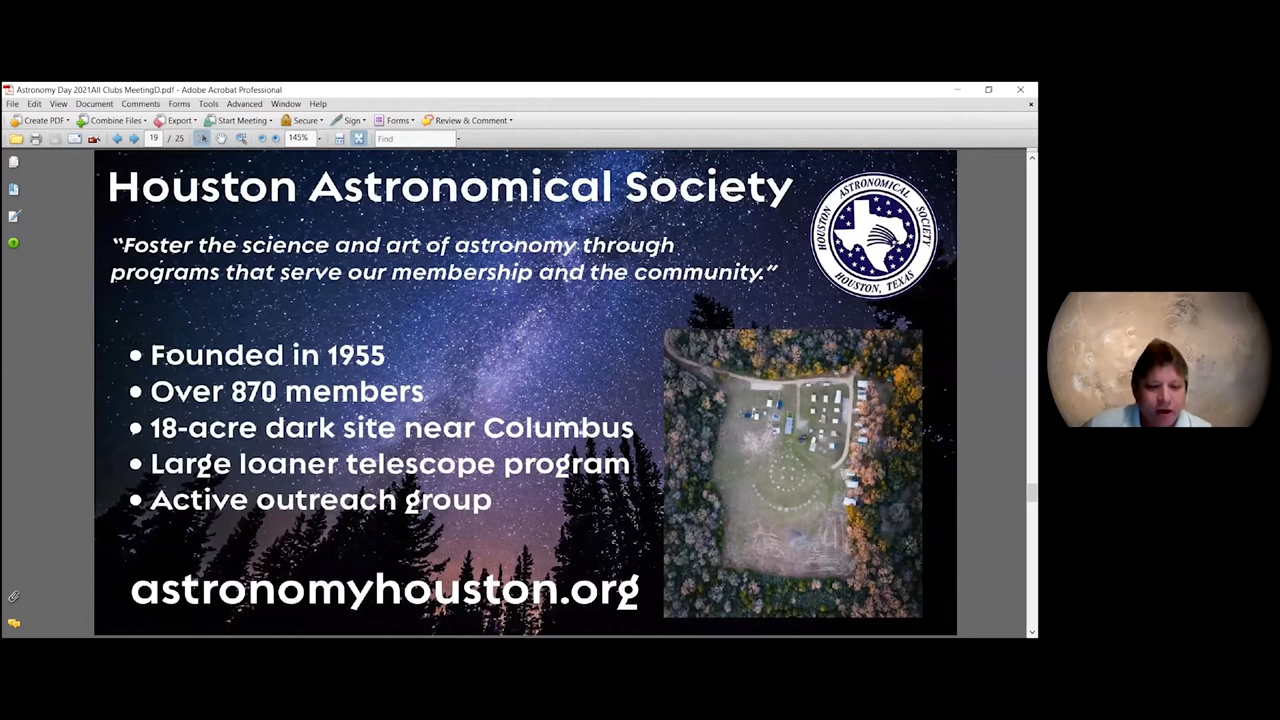 Astronomy Day 2021All Clubs MeetingD.pdf - Adobe Acrobat Professional
File Edit View Document Comments Forms Tools Advanced Window Help
Create PDF Combine Files Export Start Meeting Secure Sign Forms Review & Comment
19 / 25 145% Find
Houston Astronomical Society
HOUSTON ASTRONOMICAL SOCIETY
HOUSTON, TEXAS
“Foster the science and art of astronomy through
programs that serve our membership and the community.”
• Founded in 1955
• Over 870 members
• 18-acre dark site near Columbus
• Large loaner telescope program
• Active outreach group
astronomyhouston.org